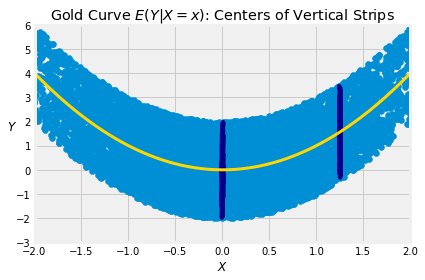 Gold Curve E(Y|X = x): Centers of Vertical Strips
6
5
4
3
2
1
0
−1
−2
−3
Y
−2.0 −1.5 −1.0 −0.5 0.0 0.5 1.0 1.5 2.0
X